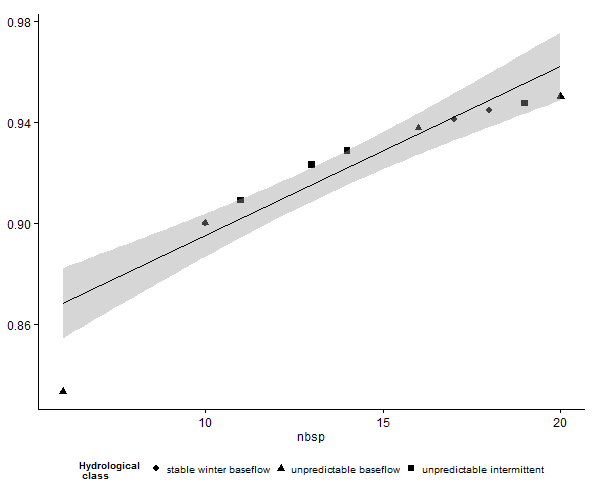 0.98
0.94
0.90
0.86
10 15 20
nbsp
Hydrological
class
stable winter baseflow unpredictable baseflow unpredictable intermittent